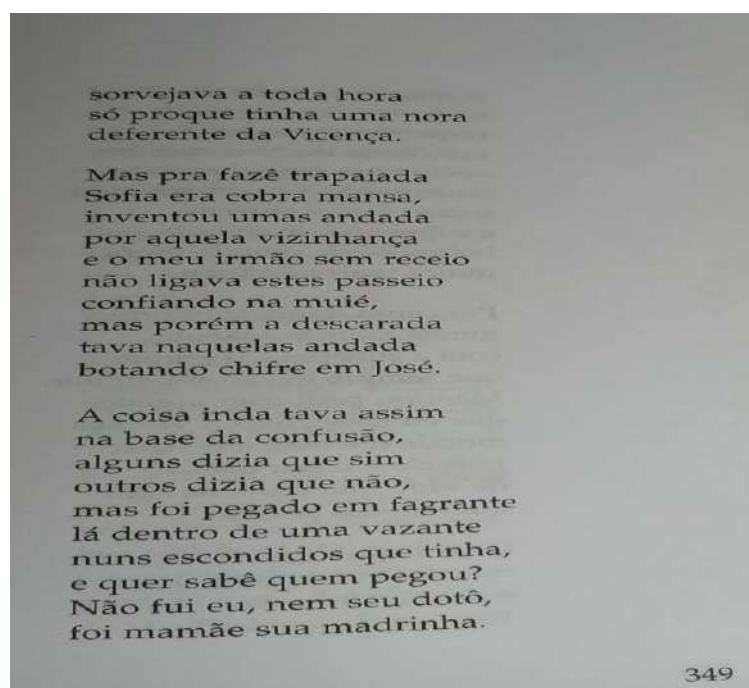 sorvejava a toda hora
só proque tinha uma nora
deferente da Vicença.
Mas pra fazê trapaiada
Sofia era cobra mansa,
inventou umas andada
por aquela vizinhança
e o meu irmão sem receio
não ligava estes passeio
confiando na muié,
mas porém a descarada
tava naquelas andada
botando chifre em José.
A coisa inda tava assim
na base da confusão,
alguns dizia que sim
outros dizia que não,
mas foi pegado em fagrante
lá dentro de uma vazante
nuns escondidos que tinha,
e quer sabê quem pegou?
Não fui eu, nem seu dotô,
foi mamãe sua madrinha.
349